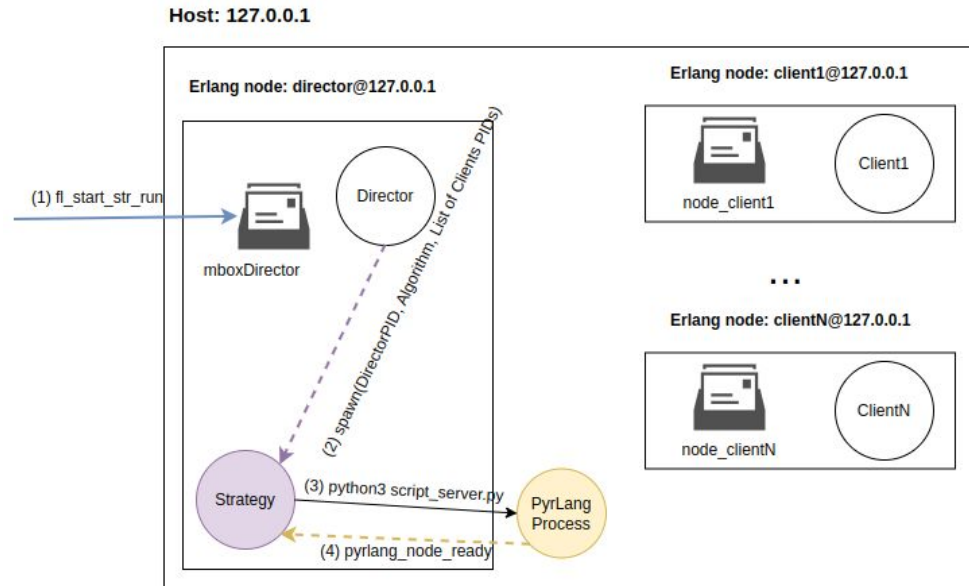 Host: 127.0.0.1
Erlang node: director@127.0.0.1
Erlang node: client1@127.0.0.1
(1) fl_start_str_run
mboxDirector
Director
(2) spawn(DirectorPID, Algorithm, List of Clients PIDs)
node_client1
Client1
...
Erlang node: clientN@127.0.0.1
node_clientN
ClientN
Strategy
(3) python3 script_server.py
PyrLang
Process
(4) pyrlang_node_ready